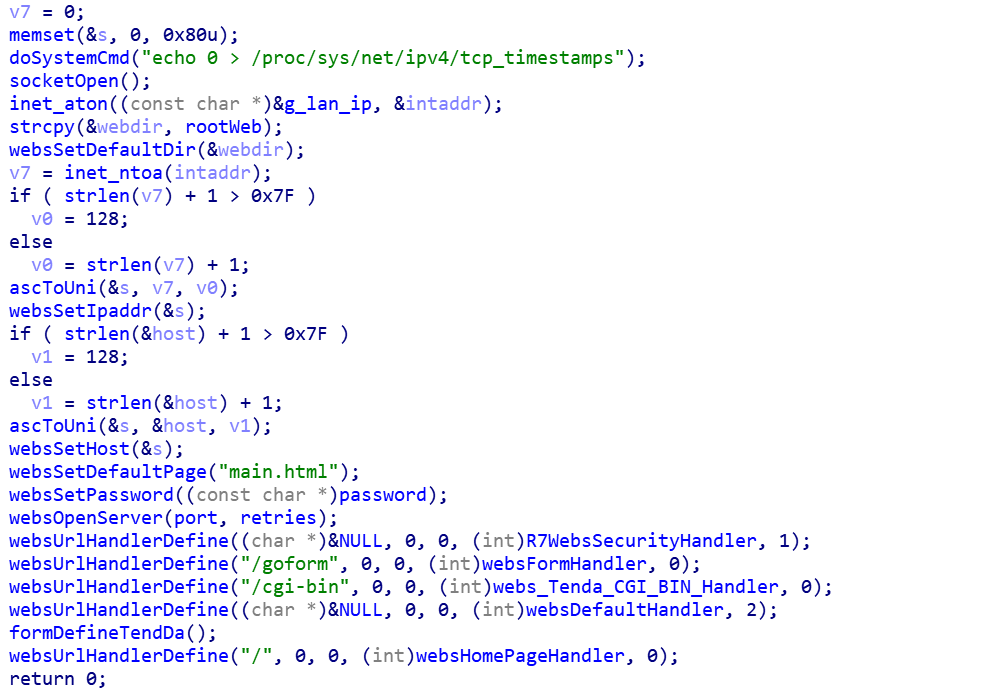 v7 = 0;
memset(&s, 0, 0x80u);
doSystemCmd("echo 0 > /proc/sys/net/ipv4/tcp_timestamps");
socketOpen();
inet_aton((const char *)&g_lan_ip, &intaddr);
strcpy(&webdir, rootWeb);
websSetDefaultDir(&webdir);
v7 = inet_ntoa(intaddr);
if ( strlen(v7) + 1 > 0x7F )
  v0 = 128;
else
  v0 = strlen(v7) + 1;
ascToUni(&s, v7, v0);
websSetIpaddr(&s);
if ( strlen(&host) + 1 > 0x7F )
  v1 = 128;
else
  v1 = strlen(&host) + 1;
ascToUni(&s, &host, v1);
websSetHost(&s);
websSetDefaultPage("main.html");
websSetPassword((const char *)password);
websOpenServer(port, retries);
websUrlHandlerDefine((char *)&NULL, 0, 0, (int)R7WebsSecurityHandler, 1);
websUrlHandlerDefine("/goform", 0, 0, (int)websFormHandler, 0);
websUrlHandlerDefine("/cgi-bin", 0, 0, (int)webs_Tenda_CGI_BIN_Handler, 0);
websUrlHandlerDefine((char *)&NULL, 0, 0, (int)websDefaultHandler, 2);
formDefineTendDa();
websUrlHandlerDefine("/", 0, 0, (int)websHomePageHandler, 0);
return 0;